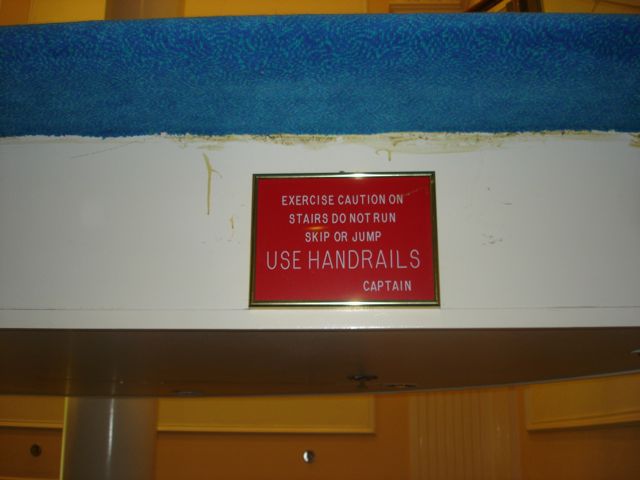 EXERCISE CAUTION ON
STAIRS DO NOT RUN
SKIP OR JUMP
USE HANDRAILS
CAPTAIN